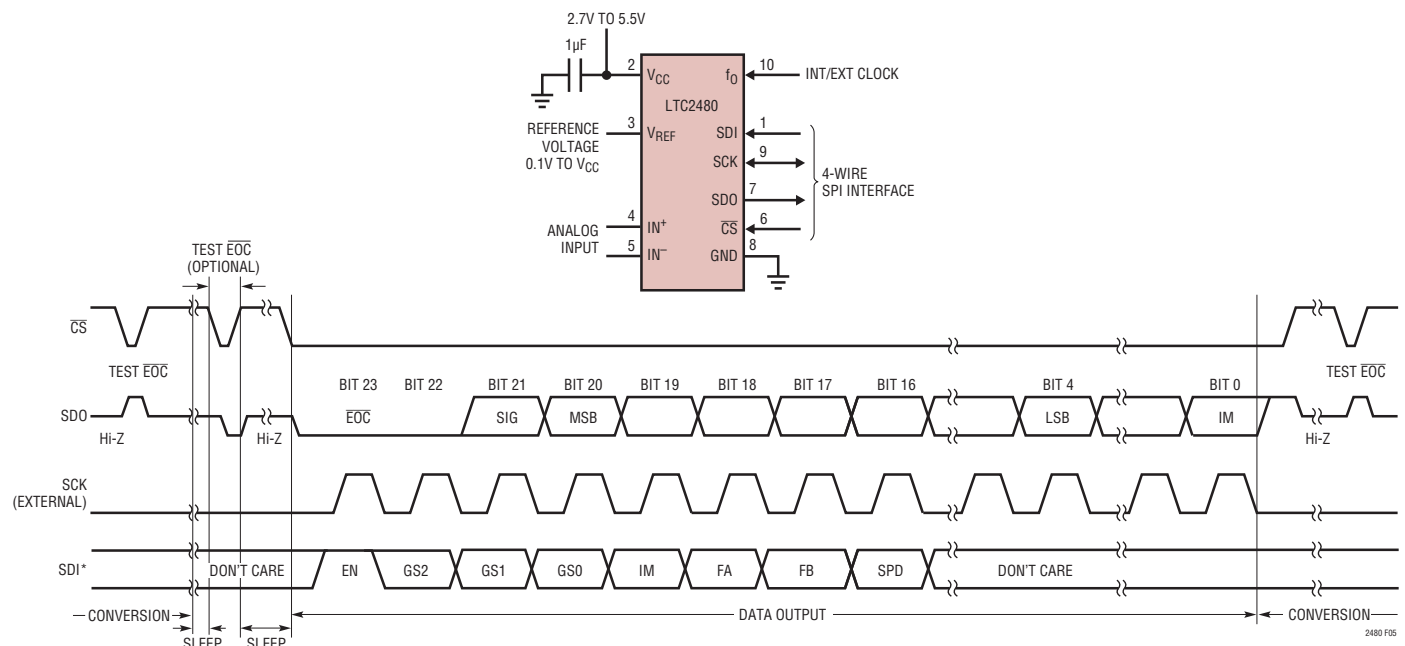 2.7V TO 5.5V
1µF
2
VCC
fO
10
INT/EXT CLOCK
LTC2480
REFERENCE
VOLTAGE
0.1V TO VCC
3
VREF
SDI
1
SCK
9
SDO
7
CS
6
4-WIRE
SPI INTERFACE
ANALOG
INPUT
4
IN+
5
IN–
GND
8
TEST EOC
(OPTIONAL)
CS
TEST EOC
TEST EOC
BIT 23 BIT 22 BIT 21 BIT 20 BIT 19 BIT 18 BIT 17 BIT 16 BIT 4 BIT 0
SDO
EOC SIG MSB LSB IM
Hi-Z Hi-Z Hi-Z
SCK
(EXTERNAL)
SDI*
DON'T CARE EN GS2 GS1 GS0 IM FA FB SPD DON'T CARE
CONVERSION DATA OUTPUT CONVERSION
SLEEP SLEEP
2480 F05